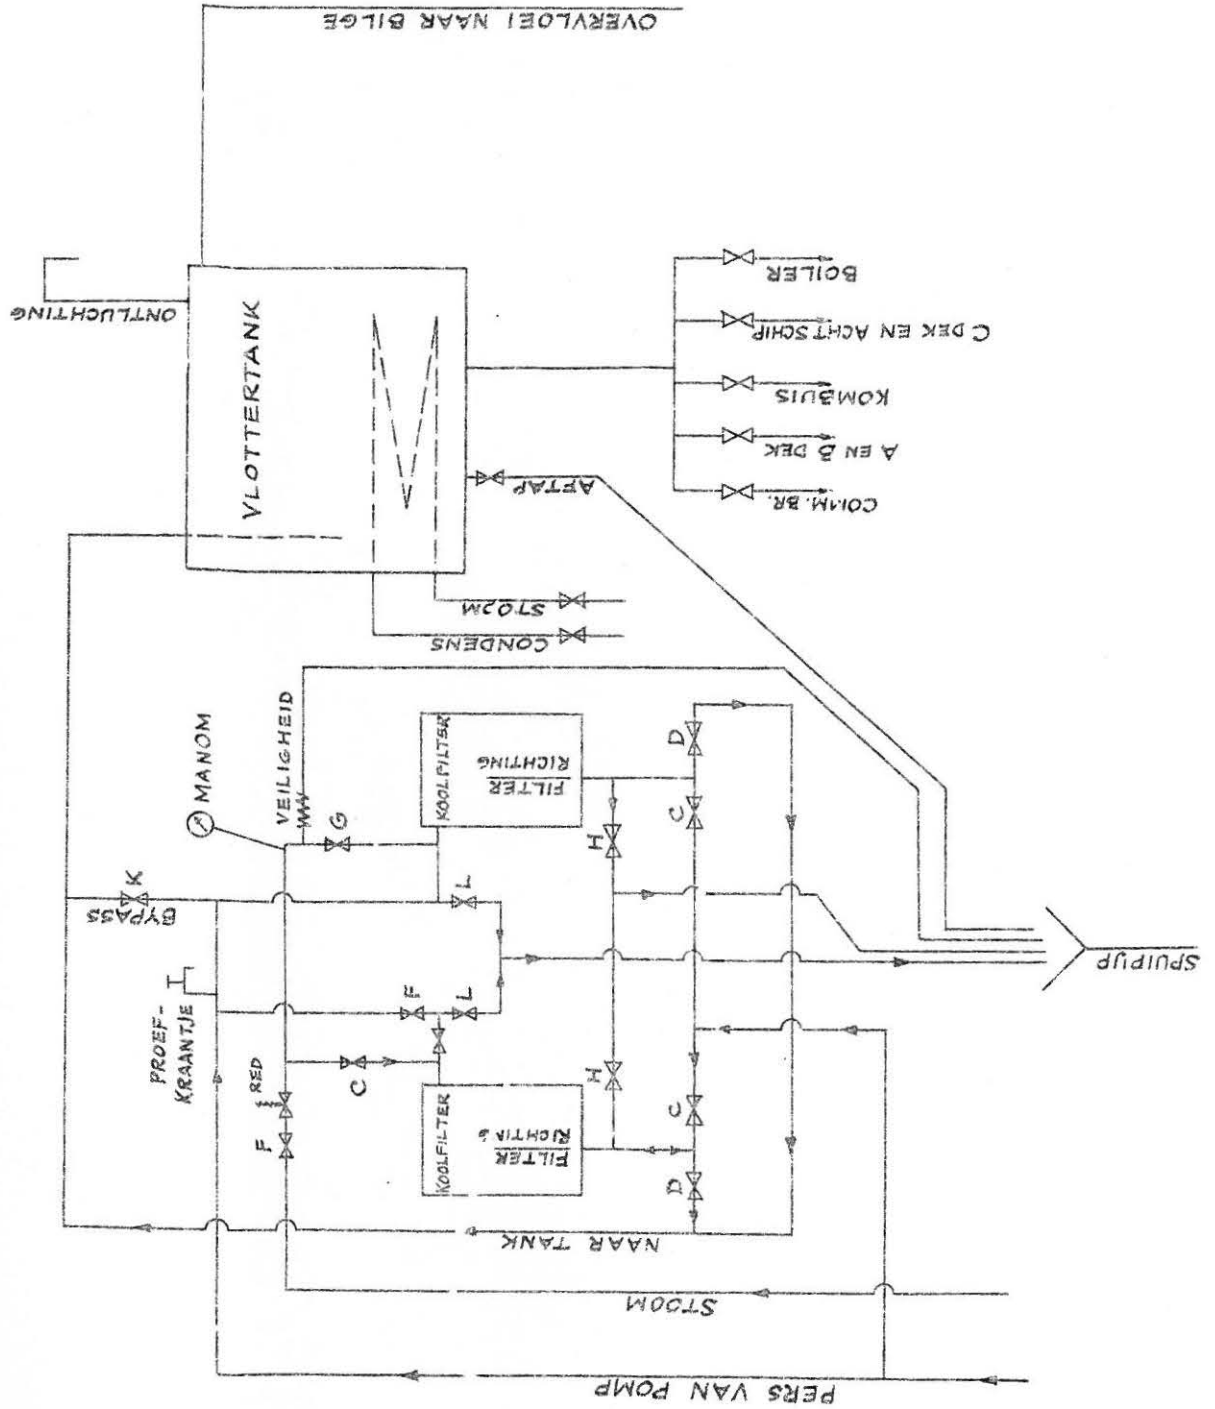 OVERVLOEI NAAR BILGE
ONTLUCHTING
VLOTTERTANK
BOILER
C DEK EN ACHTSCHIP
KOMBUIS
A EN B DEK
COMM. BR.
AFTAP
STOOM
CONDENS
MANOM
VEILIGHEID
G
KOOLFILTER
FILTER
RICHTING
D
C
H
K
BYPASS
L
PROEF-
KRAANTJE
F
L
RED
F
C
H
KOOLFILTER
FILTER
RICHTING
C
D
SPUIPIJP
NAAR TANK
STOOM
PERS VAN POMP